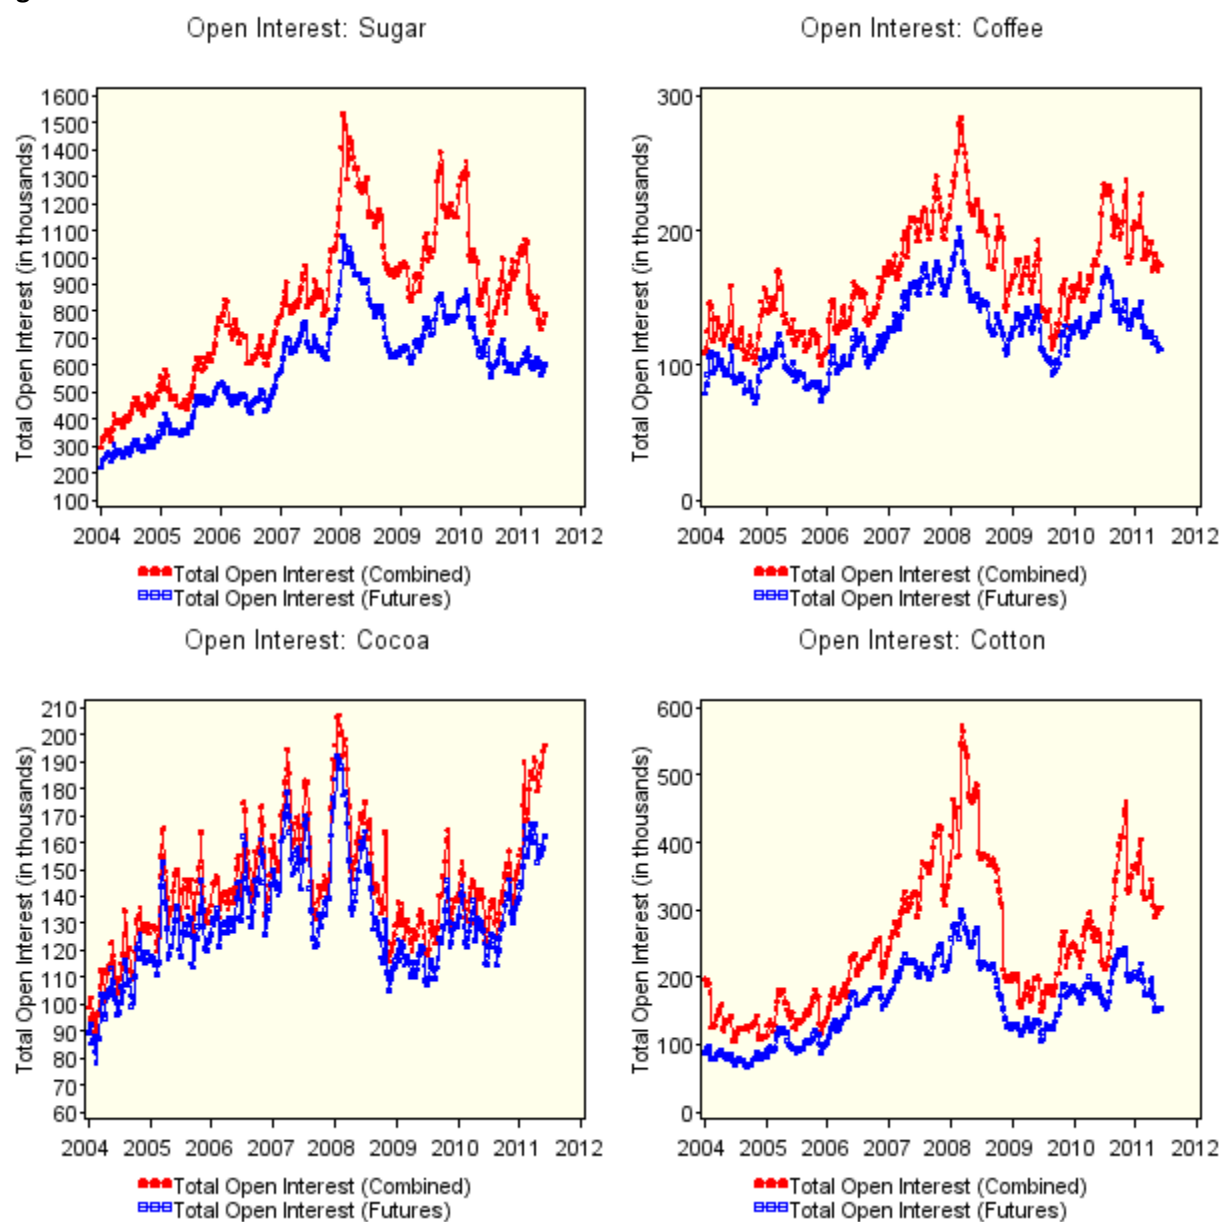 Open Interest: Sugar
Total Open Interest (in thousands)
1600
1500
1400
1300
1200
1100
1000
900
800
700
600
500
400
300
200
100
2004 2005 2006 2007 2008 2009 2010 2012
Total Open Interest (Combined)
Total Open Interest (Futures)
Open Interest: Coffee
Total Open Interest (in thousands)
300
200
100
0
2004 2005 2006 2007 2008 2009 2010 2011 2012
Total Open Interest (Combined)
Total Open Interest (Futures)
Open Interest: Cocoa
Total Open Interest (in thousands)
210
200
190
180
170
160
150
140
130
120
110
100
90
80
70
60
2004 2005 2006 2007 2008 2009 2010 2011 2012
Total Open Interest (Combined)
Total Open Interest (Futures)
Open Interest: Cotton
Total Open Interest (in thousands)
600
500
400
300
200
100
0
2004 2005 2006 2007 2008 2009 2010 2011 2012
Total Open Interest (Combined)
Total Open Interest (Futures)